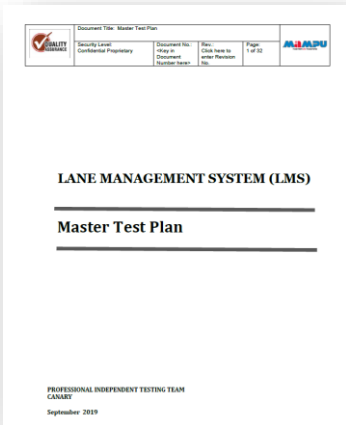 Document Title: Master Test Plan
QUALITY
ASSURANCE
Security Level:
Confidential Proprietary
Document No.:
<Key in
Document
Number here>
Rev.:
Click here to
enter Revision
No.
Page:
1 of 32
MAMPU
LANE MANAGEMENT SYSTEM (LMS)
Master Test Plan
PROFESSIONAL INDEPENDENT TESTING TEAM
CANARY
September 2019